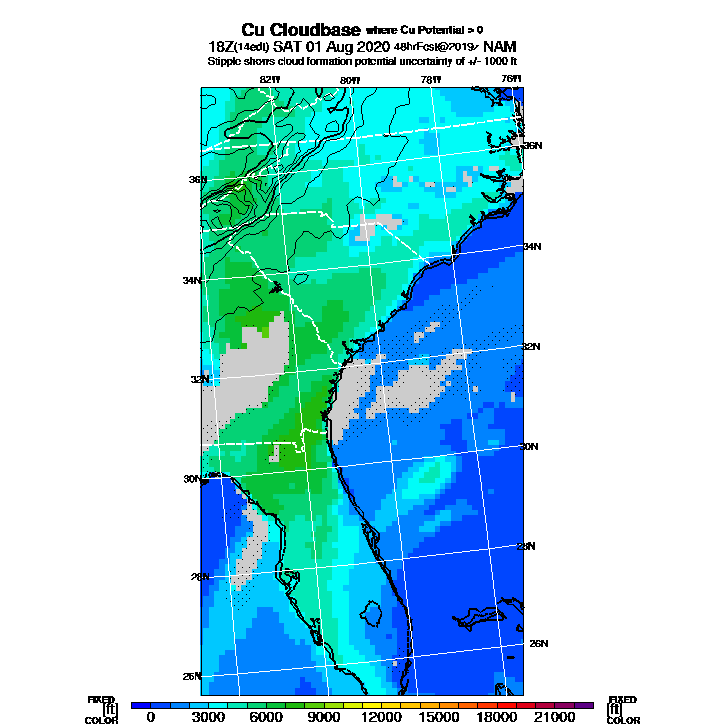 Cu Cloudbase where Cu Potential > 0
18Z(14edt) SAT 01 Aug 2020 48hrFcst@2019z NAM
Stipple shows cloud formation potential uncertainty of +/- 1000 ft
82W 80W 78W 76W
36N
36N
34N
34N
32N
32N
30N
30N
28N
28N
26N
26N
FIXED FIXED
[ft] [ft]
COLOR COLOR
0 3000 6000 9000 12000 15000 18000 21000